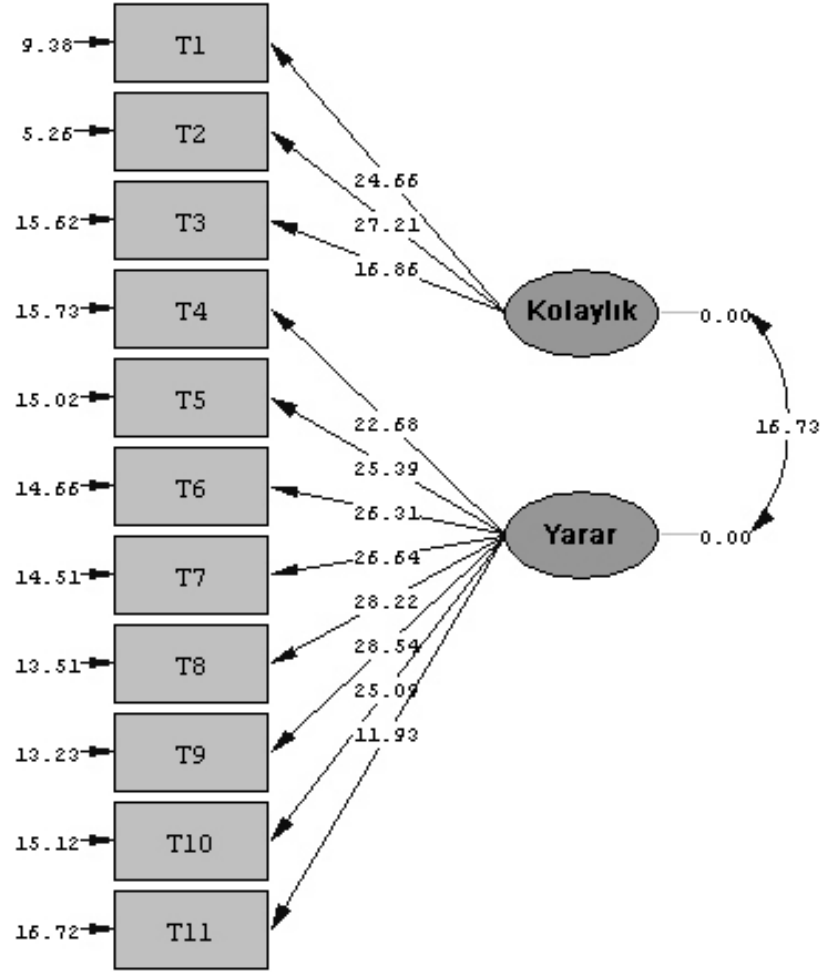 9.38 T1
5.26 T2
24.66
15.62 T3
27.21
16.86
15.73 T4
Kolaylık 0.00
15.02 T5
22.68
16.73
25.39
14.66 T6
26.31
Yarar 0.00
26.64
14.51 T7
28.22
28.54
13.51 T8
25.09
11.93
13.23 T9
15.12 T10
16.72 T11